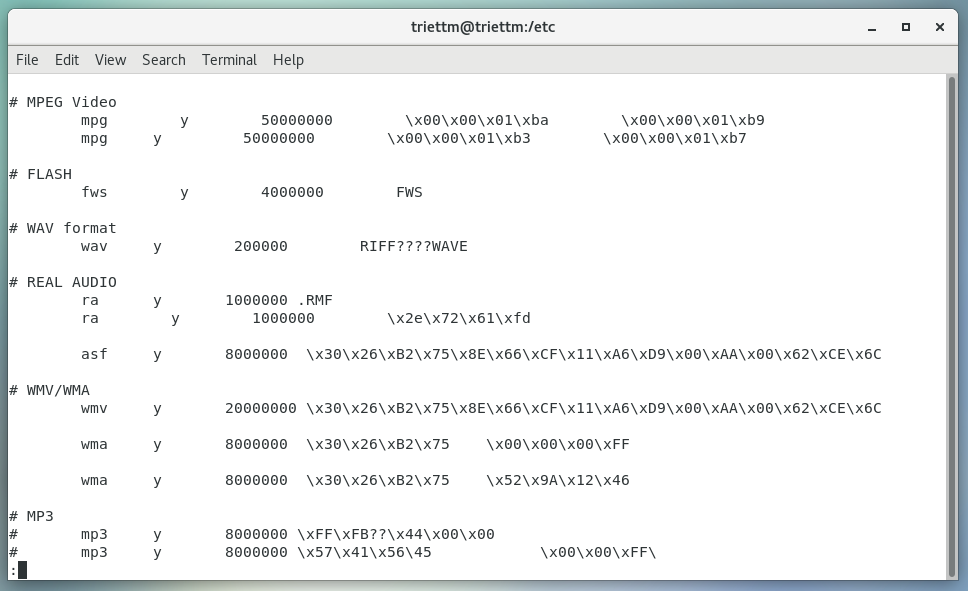 triettm@triettm:/etc
File Edit View Search Terminal Help
# MPEG Video
mpg y 50000000 \x00\x00\x01\xba \x00\x00\x01\xb9
mpg y 50000000 \x00\x00\x01\xb3 \x00\x00\x01\xb7
# FLASH
fws y 4000000 FWS
# WAV format
wav y 200000 RIFF????WAVE
# REAL AUDIO
ra y 1000000 .RMF
ra y 1000000 \x2e\x72\x61\xfd
asf y 8000000 \x30\x26\xB2\x75\x8E\x66\xCF\x11\xA6\xD9\x00\xAA\x00\x62\xCE\x6C
# WMV/WMA
wmv y 20000000 \x30\x26\xB2\x75\x8E\x66\xCF\x11\xA6\xD9\x00\xAA\x00\x62\xCE\x6C
wma y 8000000 \x30\x26\xB2\x75 \x00\x00\x00\xFF
wma y 8000000 \x30\x26\xB2\x75 \x52\x9A\x12\x46
# MP3
# mp3 y 8000000 \xFF\xFB??\x44\x00\x00
# mp3 y 8000000 \x57\x41\x56\45 \x00\x00\xFF\
: